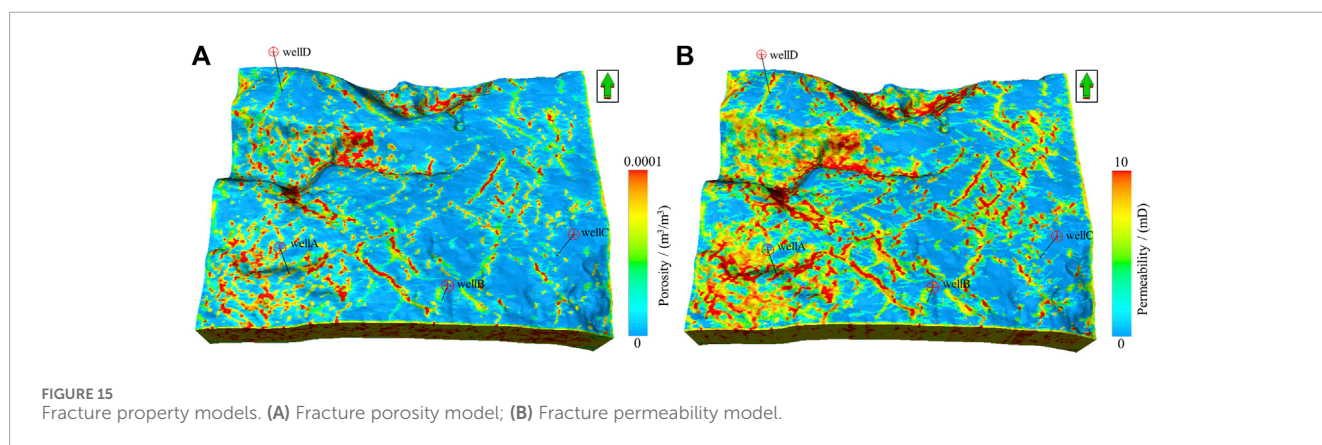 A
wellD
wellA
wellB
wellC
0.0001
Porosity / (m³/m³)
0
B
wellD
wellA
wellB
wellC
10
Permeability / (mD)
0
FIGURE 15
Fracture property models. (A) Fracture porosity model; (B) Fracture permeability model.